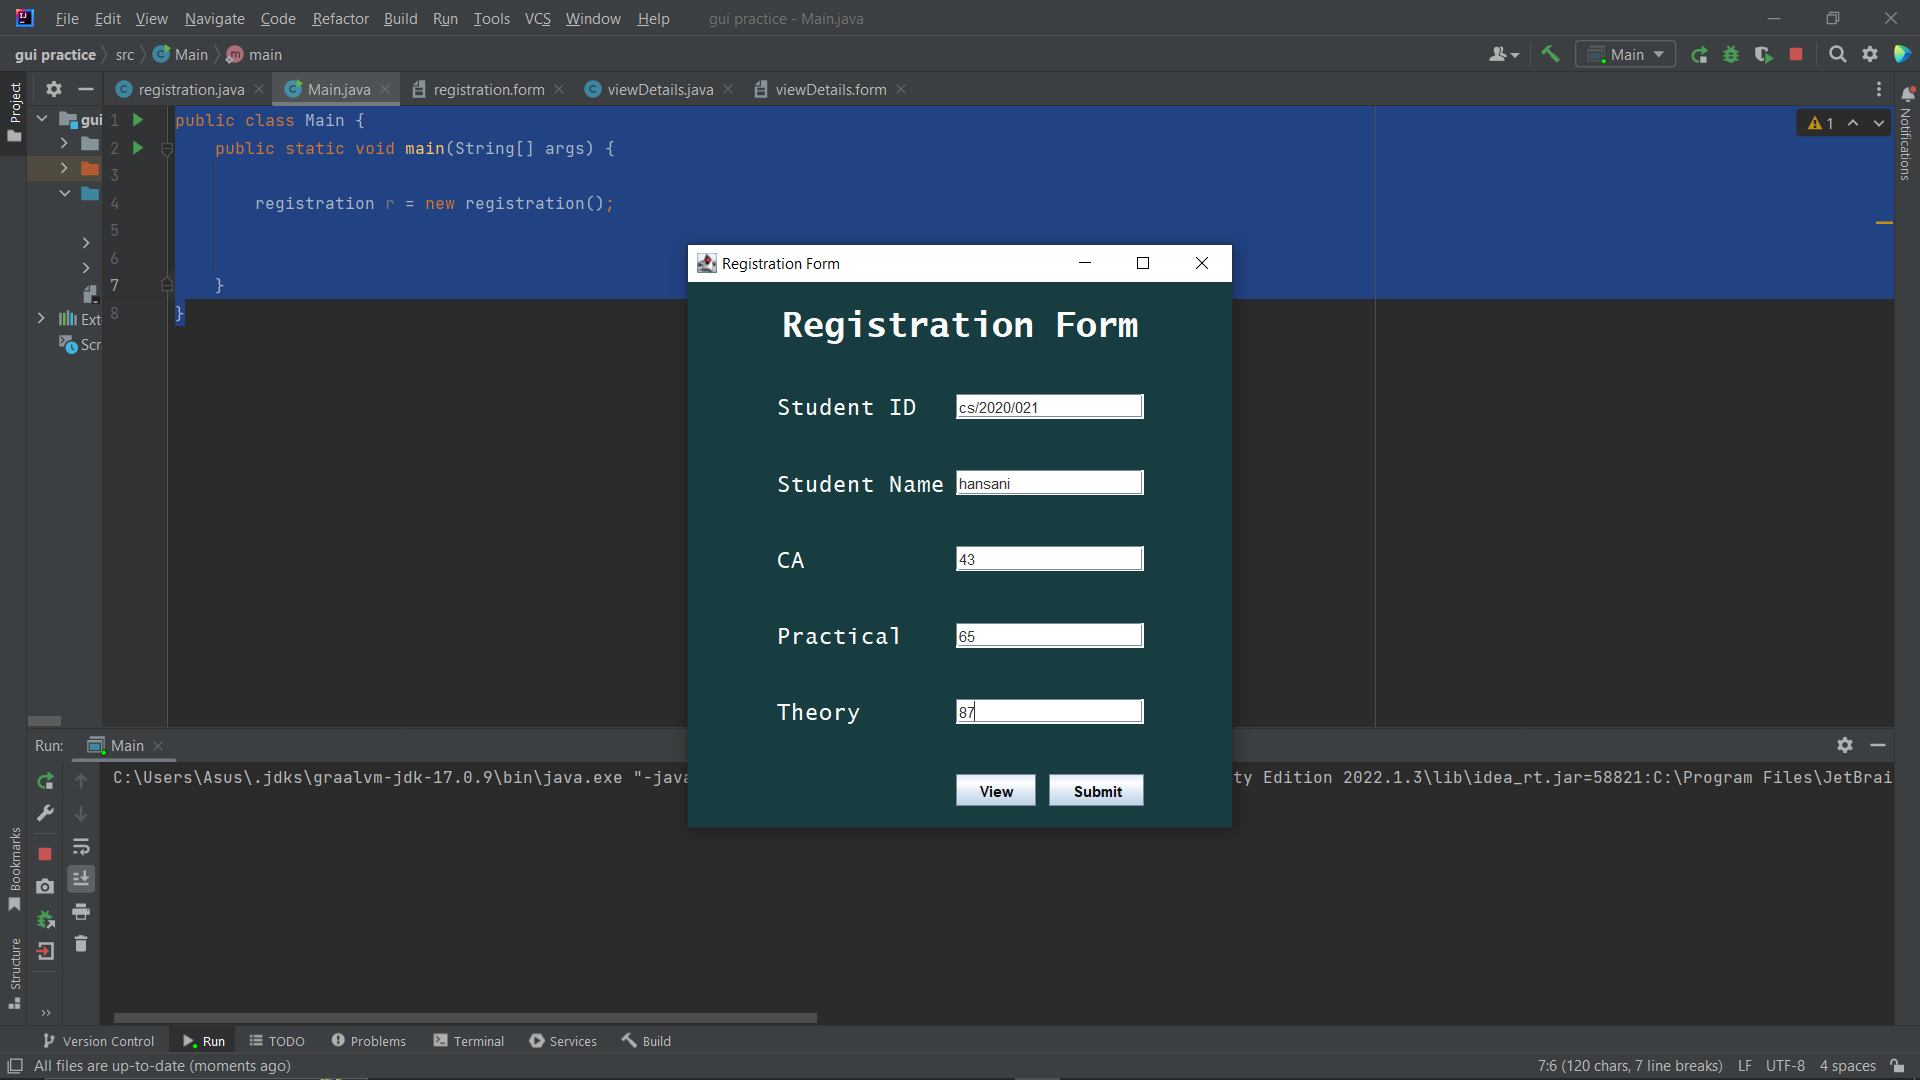 File Edit View Navigate Code Refactor Build Run Tools VCS Window Help gui practice - Main.java
gui practice src Main main
Main
Project
registration.java Main.java registration.form viewDetails.java viewDetails.form
Notifications
gui
Ext
Scr
1 public class Main {
2 public static void main(String[] args) {
3
4 registration r = new registration();
5
6
7 }
8 }
1
Registration Form
Registration Form
Student ID cs/2020/021
Student Name hansani
CA 43
Practical 65
Theory 87
View Submit
Run: Main
C:\Users\Asus\.jdks\graalvm-jdk-17.0.9\bin\java.exe "-java ty Edition 2022.1.3\lib\idea_rt.jar=58821:C:\Program Files\JetBrai
Bookmarks
Structure
Version Control Run TODO Problems Terminal Services Build
All files are up-to-date (moments ago) 7:6 (120 chars, 7 line breaks) LF UTF-8 4 spaces